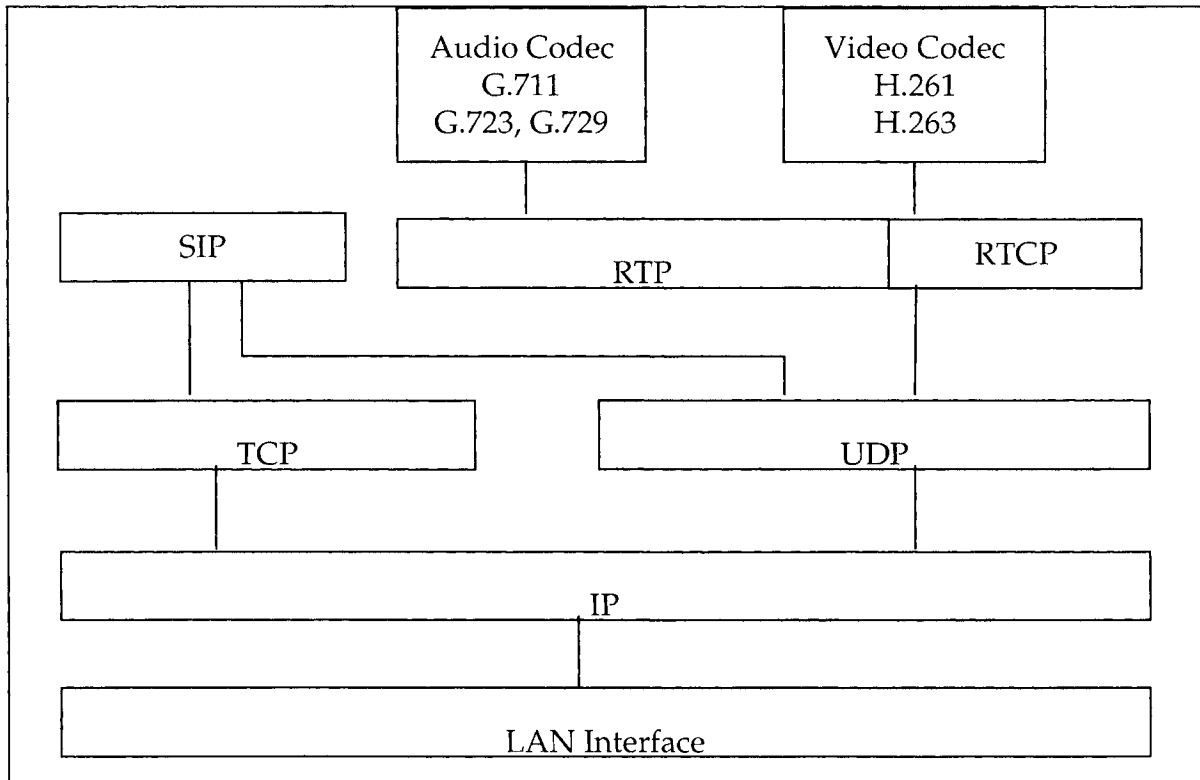 Audio Codec
G.711
G.723, G.729
Video Codec
H.261
H.263
SIP
RTP
RTCP
TCP
UDP
IP
LAN Interface